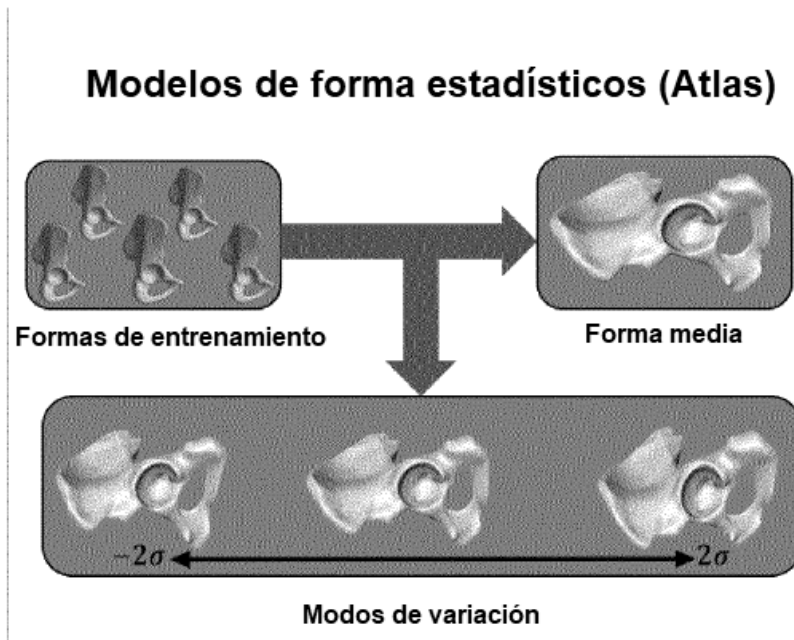 Modelos de forma estadísticos (Atlas)
Formas de entrenamiento
Forma media
−2σ
2σ
Modos de variación